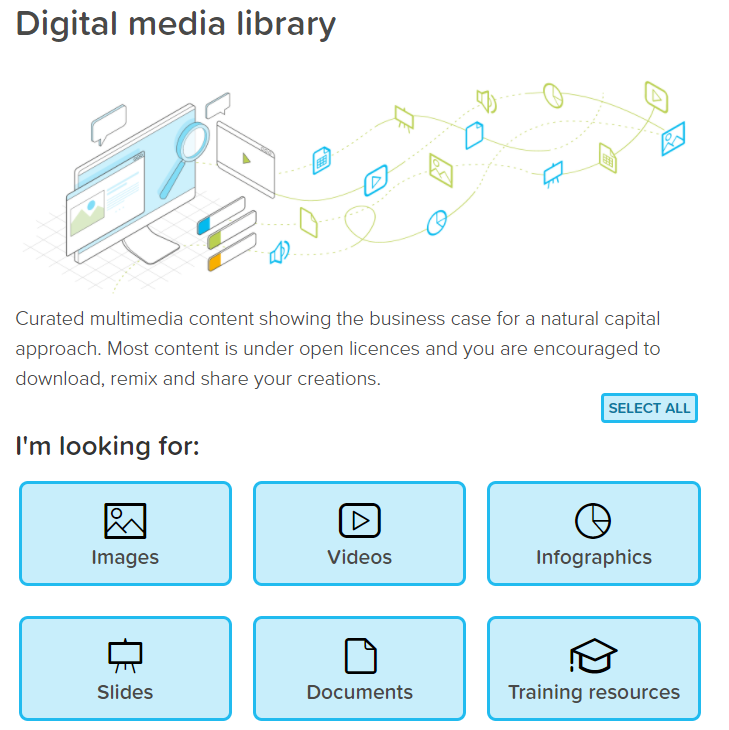 Digital media library
Curated multimedia content showing the business case for a natural capital
approach. Most content is under open licences and you are encouraged to
download, remix and share your creations.
SELECT ALL
I'm looking for:
Images
Videos
Infographics
Slides
Documents
Training resources